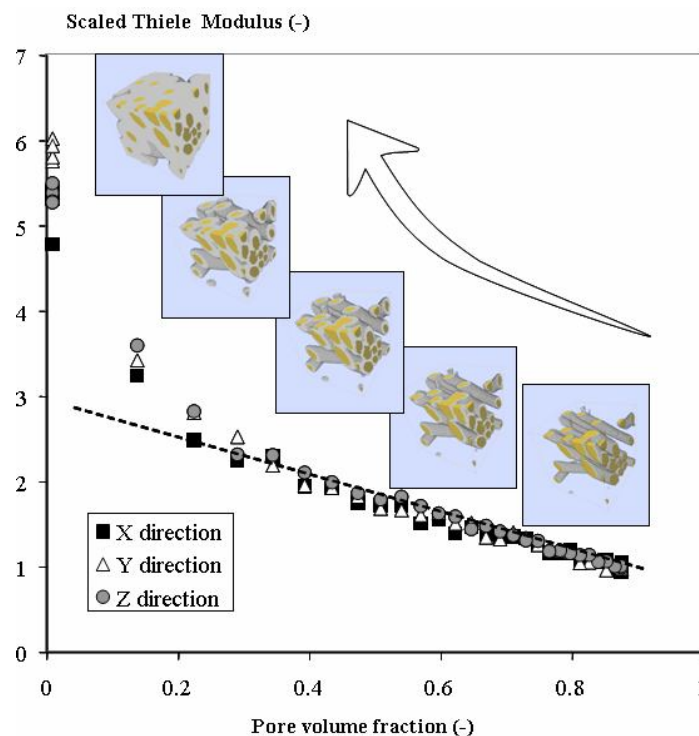 Scaled Thiele Modulus (-)
7
6
5
4
3
2
1
0
X direction
Y direction
Z direction
0
0.2
0.4
0.6
0.8
1
Pore volume fraction (-)